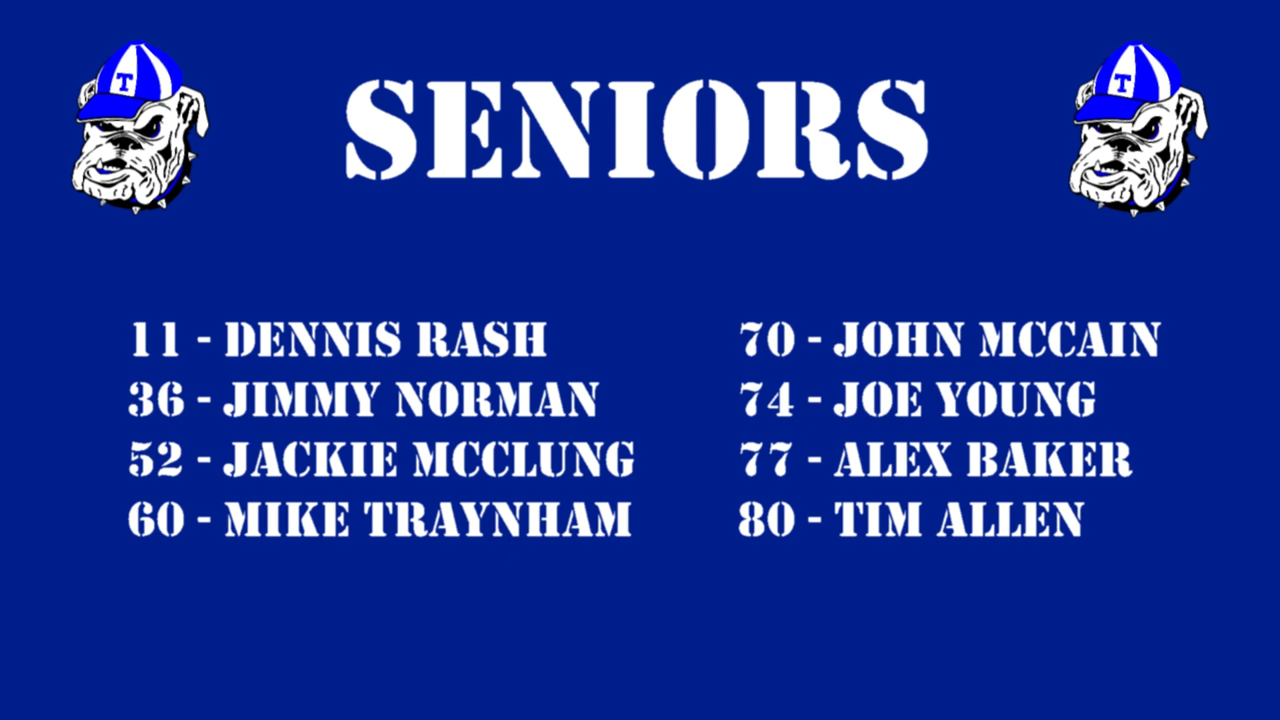 T
T
SENIORS
11 - DENNIS RASH
36 - JIMMY NORMAN
52 - JACKIE MCCLUNG
60 - MIKE TRAYNHAM
70 - JOHN MCCAIN
74 - JOE YOUNG
77 - ALEX BAKER
80 - TIM ALLEN